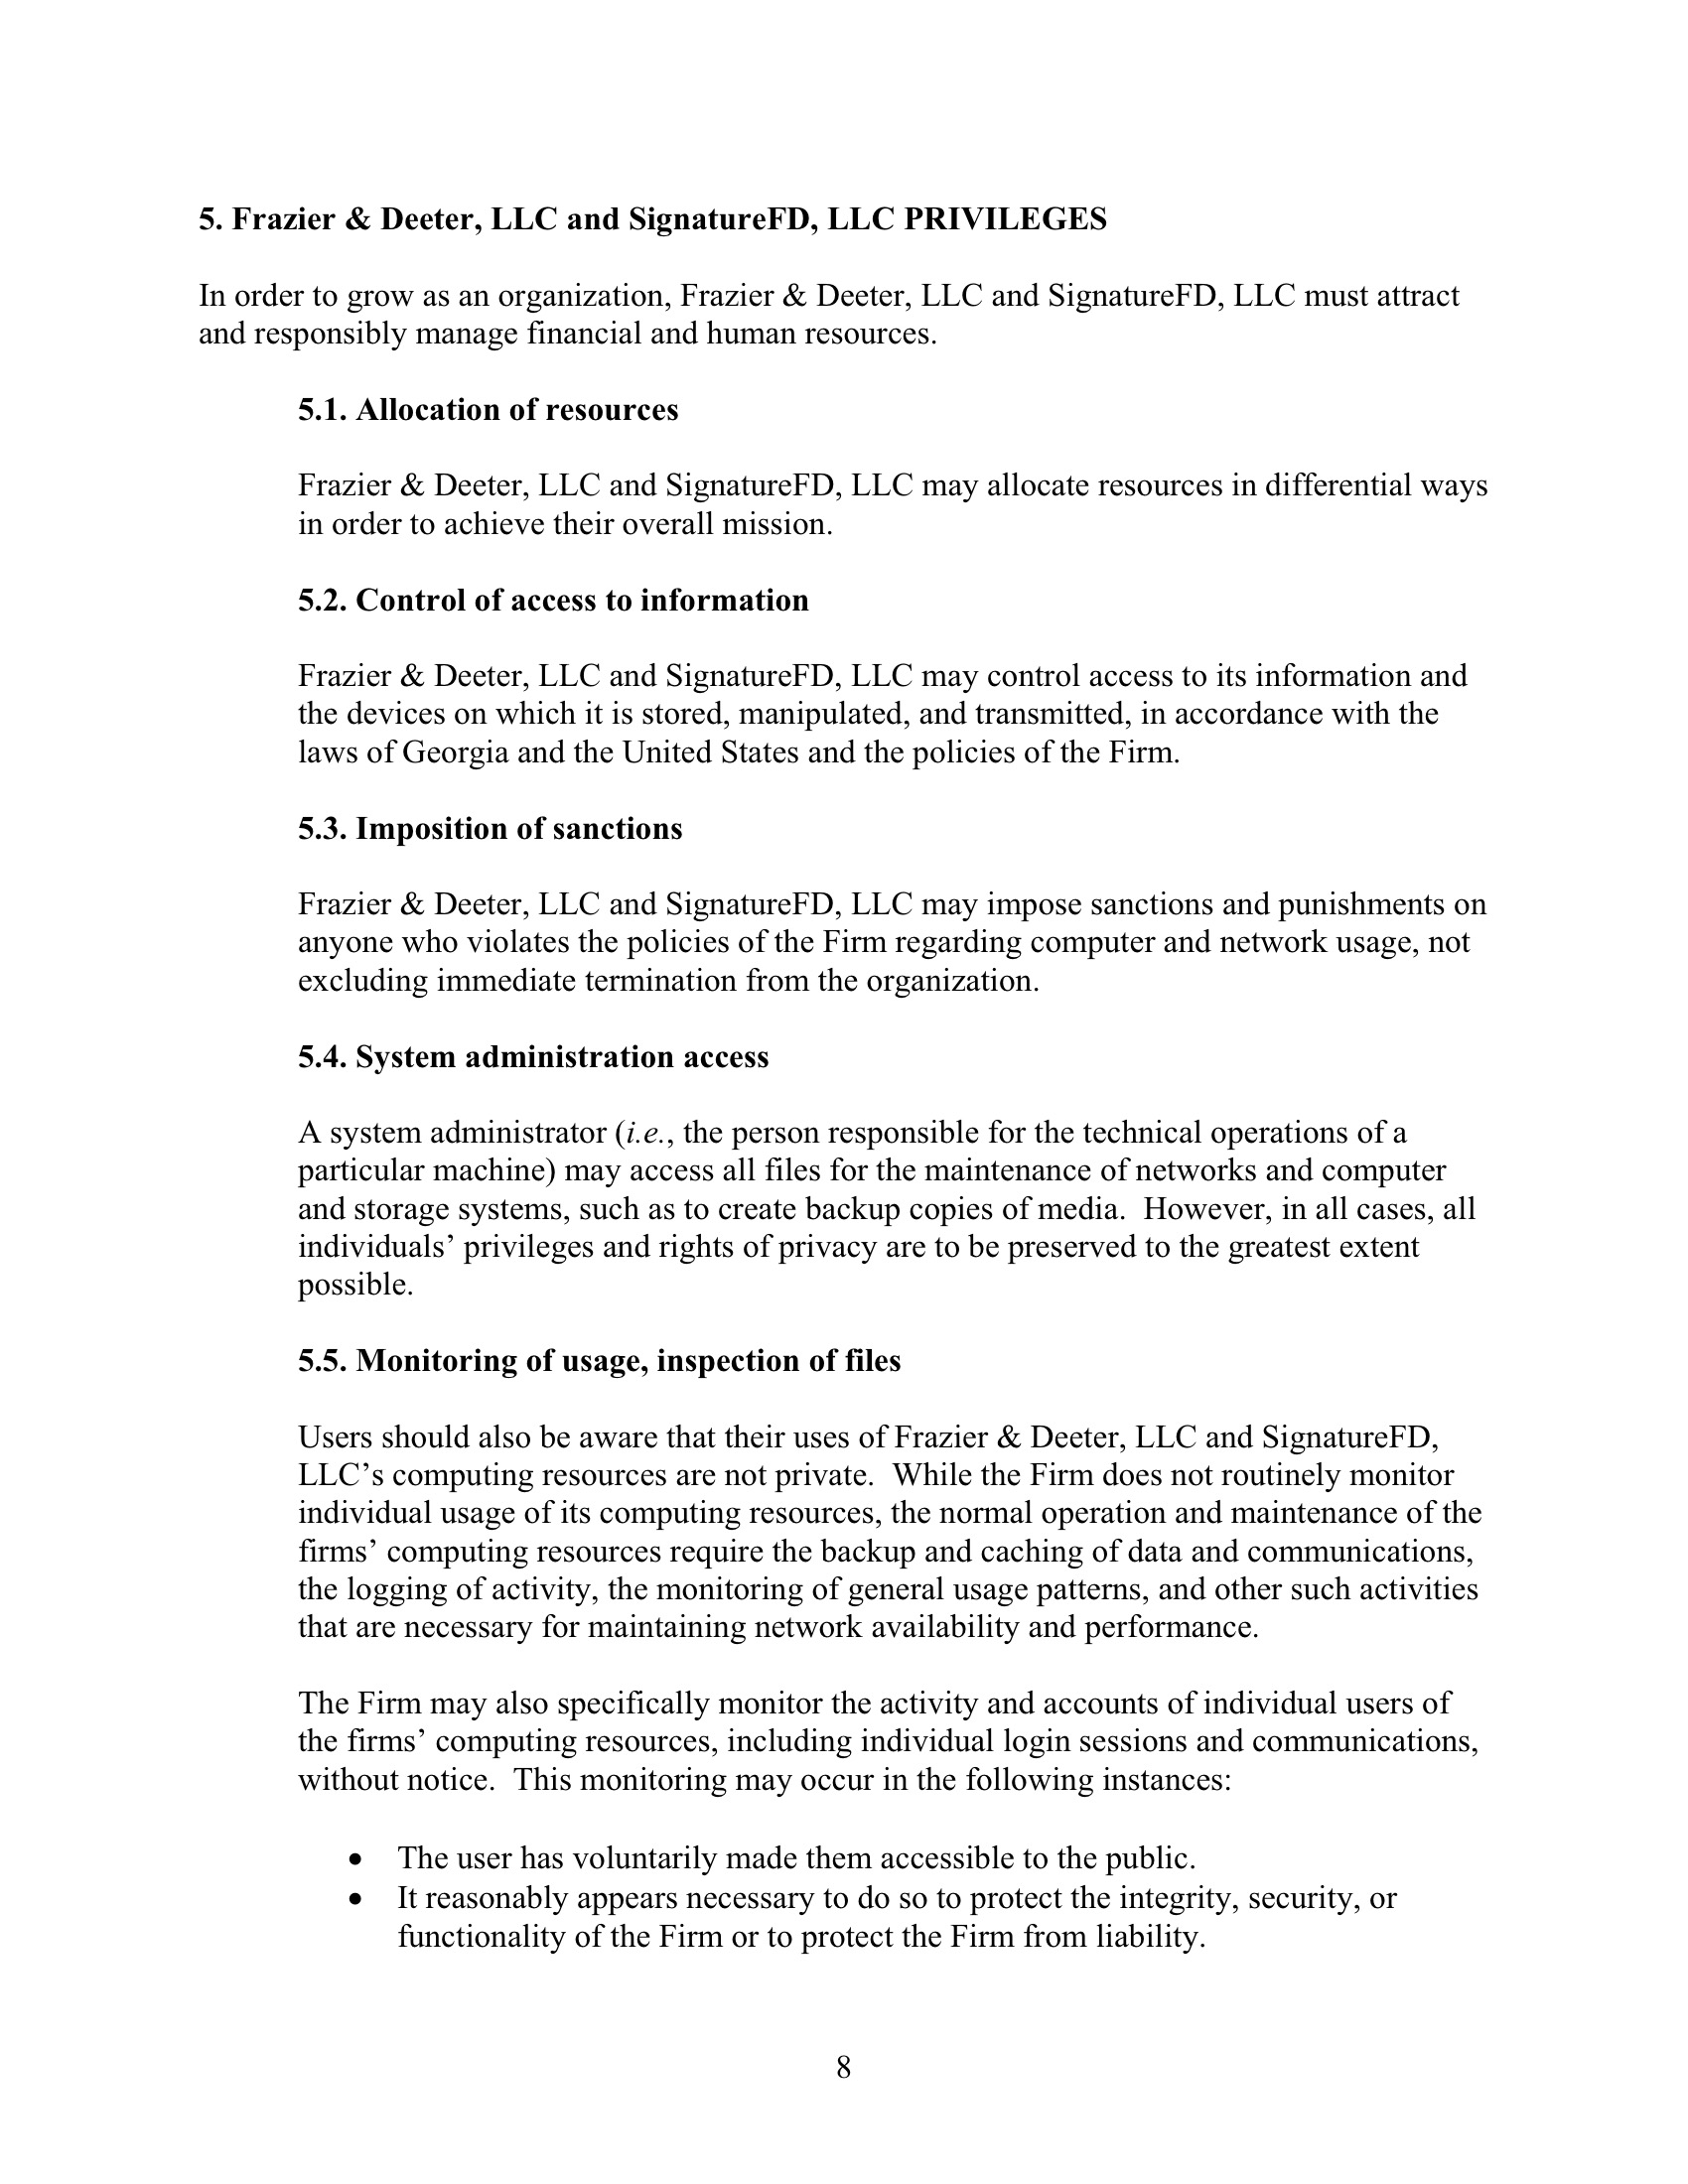 5. Frazier & Deeter, LLC and SignatureFD, LLC PRIVILEGES
In order to grow as an organization, Frazier & Deeter, LLC and SignatureFD, LLC must attract
and responsibly manage financial and human resources.
5.1. Allocation of resources
Frazier & Deeter, LLC and SignatureFD, LLC may allocate resources in differential ways
in order to achieve their overall mission.
5.2. Control of access to information
Frazier & Deeter, LLC and SignatureFD, LLC may control access to its information and
the devices on which it is stored, manipulated, and transmitted, in accordance with the
laws of Georgia and the United States and the policies of the Firm.
5.3. Imposition of sanctions
Frazier & Deeter, LLC and SignatureFD, LLC may impose sanctions and punishments on
anyone who violates the policies of the Firm regarding computer and network usage, not
excluding immediate termination from the organization.
5.4. System administration access
A system administrator (i.e., the person responsible for the technical operations of a
particular machine) may access all files for the maintenance of networks and computer
and storage systems, such as to create backup copies of media.  However, in all cases, all
individuals’ privileges and rights of privacy are to be preserved to the greatest extent
possible.
5.5. Monitoring of usage, inspection of files
Users should also be aware that their uses of Frazier & Deeter, LLC and SignatureFD,
LLC’s computing resources are not private.  While the Firm does not routinely monitor
individual usage of its computing resources, the normal operation and maintenance of the
firms’ computing resources require the backup and caching of data and communications,
the logging of activity, the monitoring of general usage patterns, and other such activities
that are necessary for maintaining network availability and performance.
The Firm may also specifically monitor the activity and accounts of individual users of
the firms’ computing resources, including individual login sessions and communications,
without notice.  This monitoring may occur in the following instances:
• The user has voluntarily made them accessible to the public.
• It reasonably appears necessary to do so to protect the integrity, security, or
functionality of the Firm or to protect the Firm from liability.
8